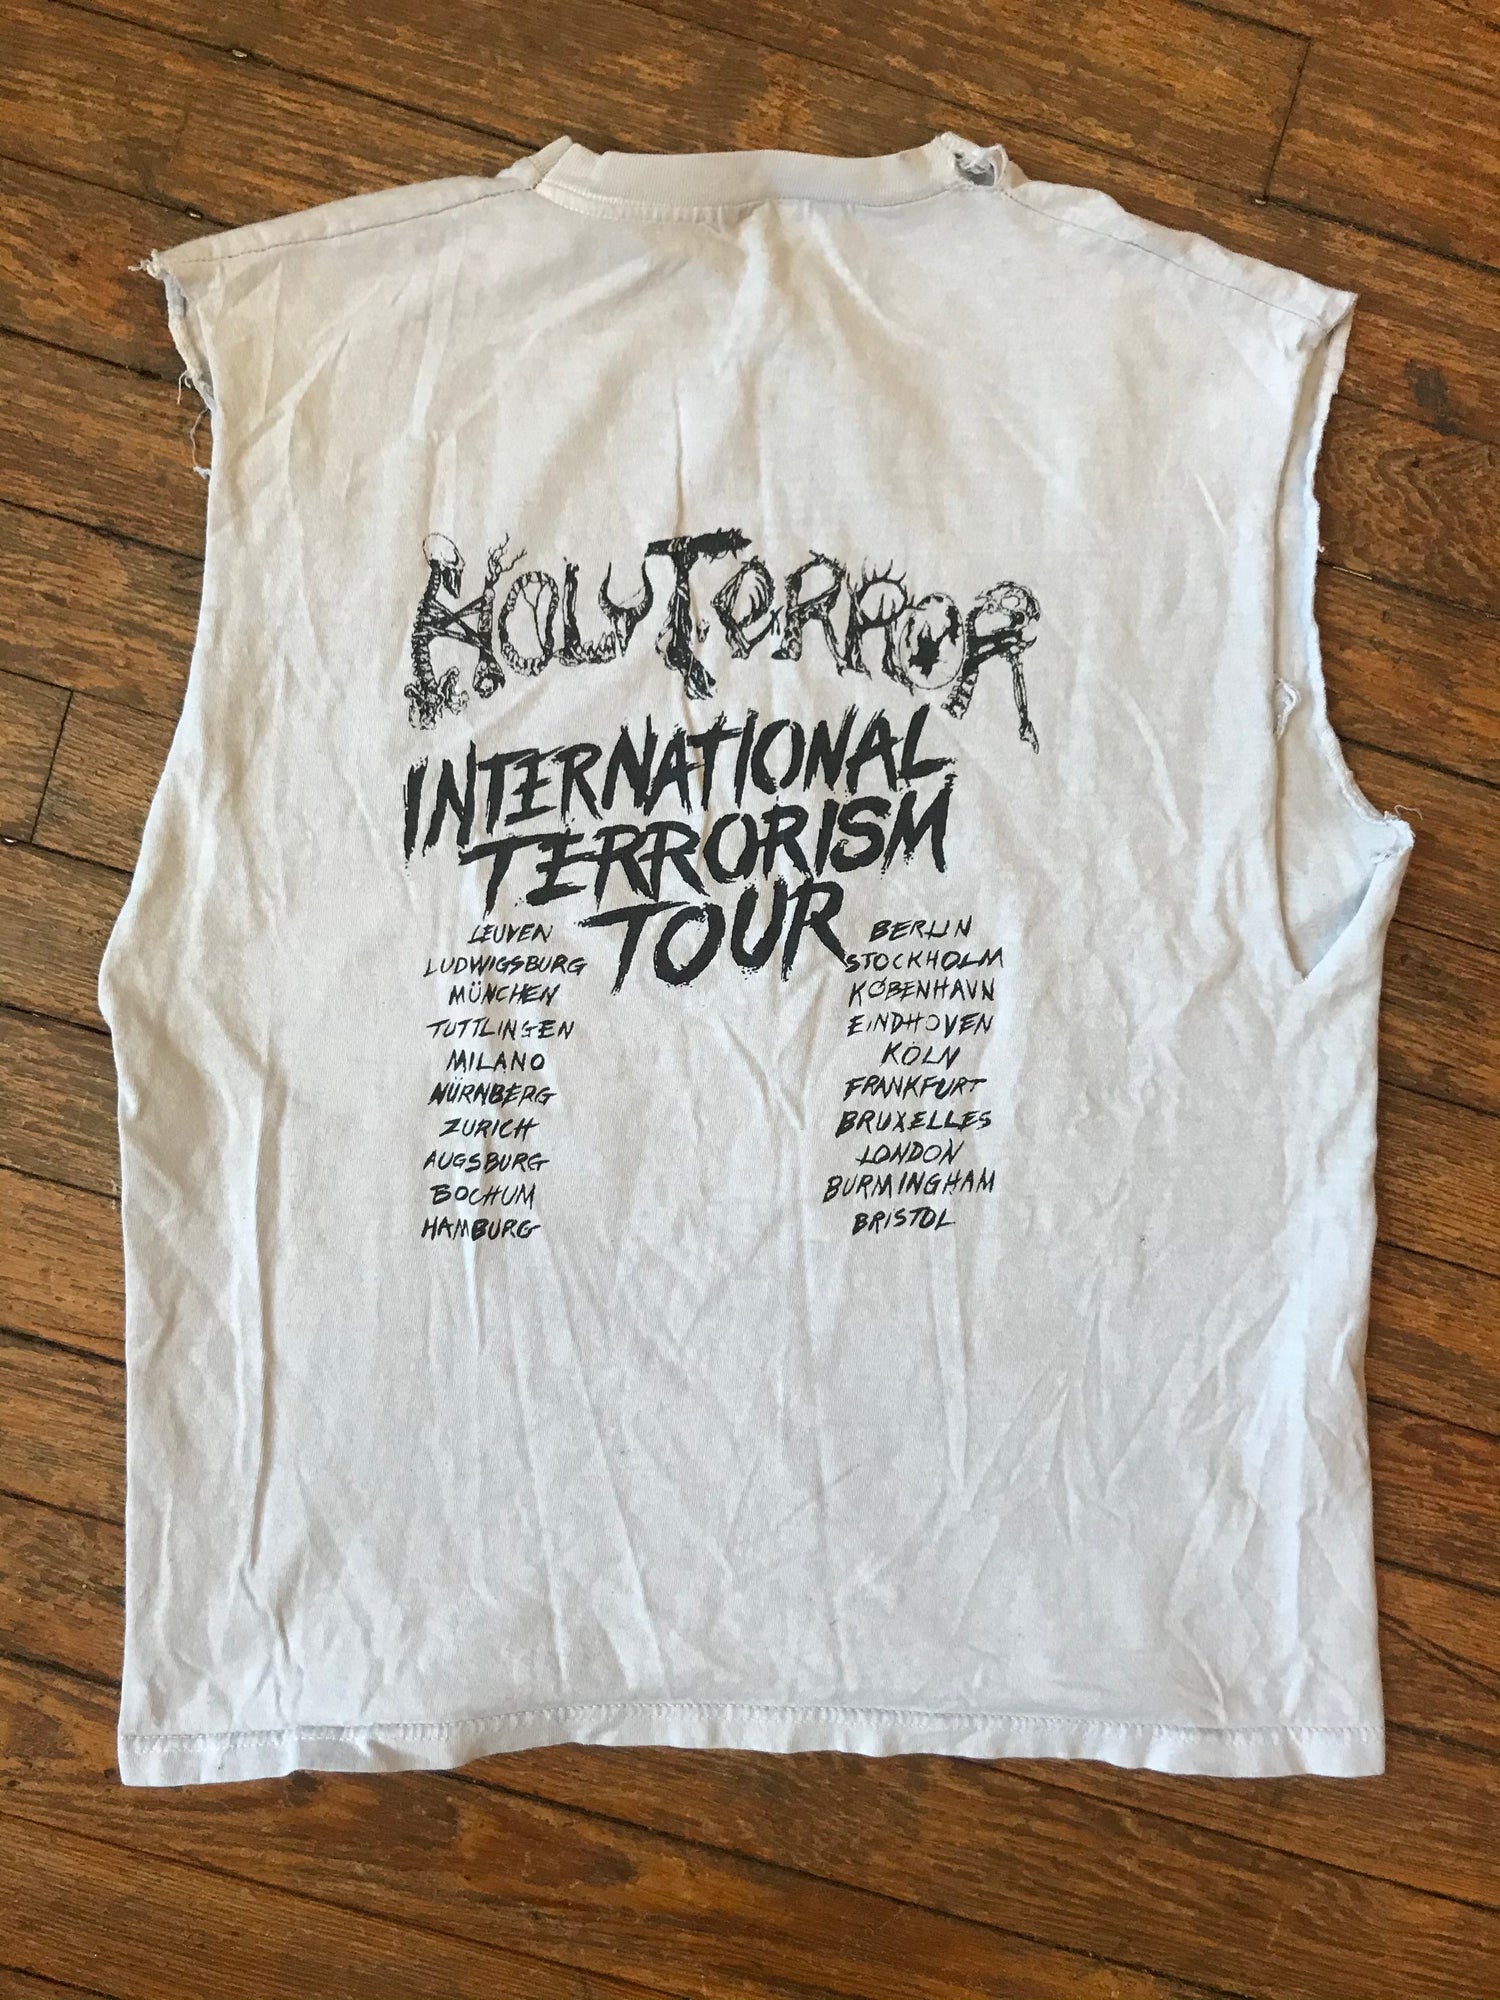 HOLY TERROR
INTERNATIONAL
TERRORISM
TOUR
LEUVEN
LUDWIGSBURG
MÜNCHEN
TUTTLINGEN
MILANO
NÜRNBERG
ZURICH
AUGSBURG
BOCHUM
HAMBURG
BERLIN
STOCKHOLM
KØBENHAVN
EINDHOVEN
KÖLN
FRANKFURT
BRUXELLES
LONDON
BURMINGHAM
BRISTOL